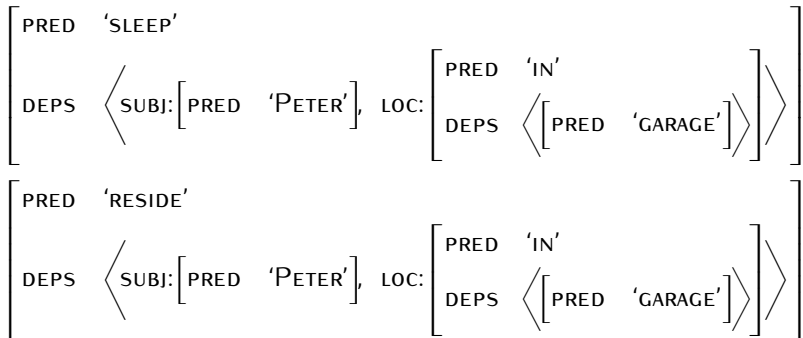 PRED ‘SLEEP’
PRED ‘IN’
DEPS ⟨SUBJ:[PRED ‘PETER’], LOC: DEPS ⟨[PRED ‘GARAGE’]⟩⟩
PRED ‘RESIDE’
PRED ‘IN’
DEPS ⟨SUBJ:[PRED ‘PETER’], LOC: DEPS ⟨[PRED ‘GARAGE’]⟩⟩